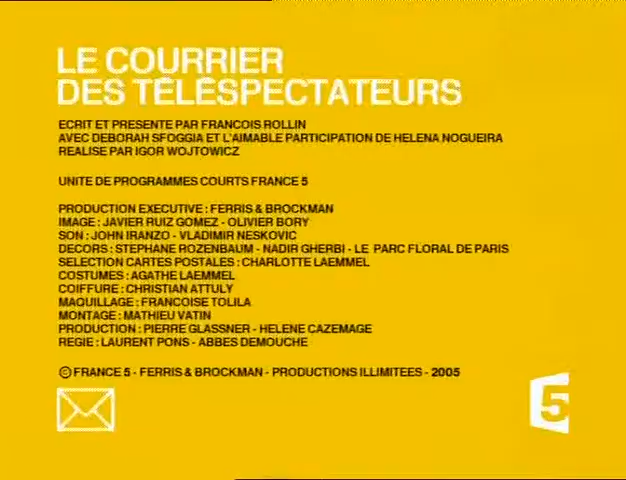 LE COURRIER
DES TÉLÉSPECTATEURS
ECRIT ET PRESENTE PAR FRANCOIS ROLLIN
AVEC DEBORAH SFOGGIA ET L'AIMABLE PARTICIPATION DE HELENA NOGUEIRA
REALISE PAR IGOR WOJTOWICZ
UNITE DE PROGRAMMES COURTS FRANCE 5
PRODUCTION EXECUTIVE : FERRIS & BROCKMAN
IMAGE : JAVIER RUIZ GOMEZ - OLIVIER BORY
SON : JOHN IRANZO - VLADIMIR NESKOVIC
DECORS : STEPHANE ROZENBAUM - NADIR GHERBI - LE PARC FLORAL DE PARIS
SELECTION CARTES POSTALES : CHARLOTTE LAEMMEL
COSTUMES : AGATHE LAEMMEL
COIFFURE : CHRISTIAN ATTULY
MAQUILLAGE : FRANCOISE TOLILA
MONTAGE : MATHIEU VATIN
PRODUCTION : PIERRE GLASSNER - HELENE CAZEMAGE
REGIE : LAURENT PONS - ABBES DEMOUCHE
© FRANCE 5 - FERRIS & BROCKMAN - PRODUCTIONS ILLIMITEES - 2005
5